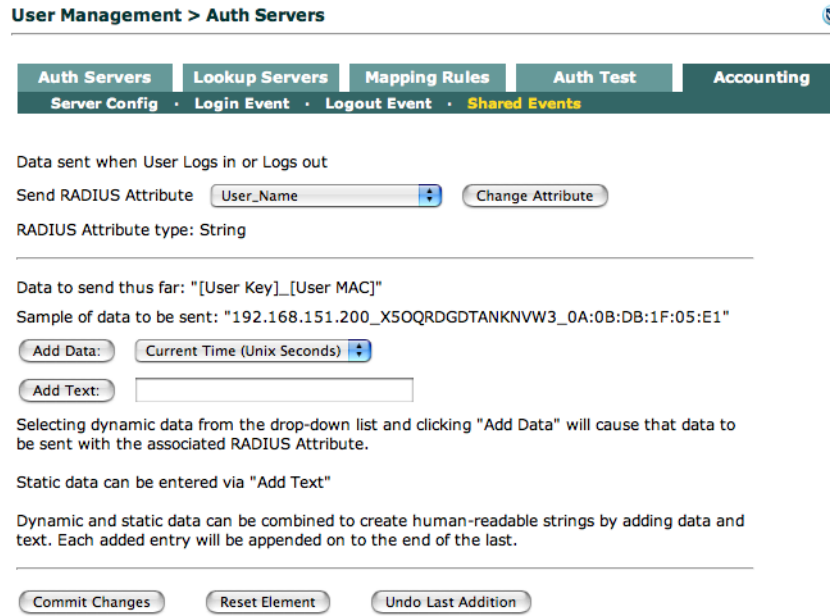 User Management > Auth Servers
Auth Servers Lookup Servers Mapping Rules Auth Test Accounting
Server Config · Login Event · Logout Event · Shared Events
Data sent when User Logs in or Logs out
Send RADIUS Attribute User_Name Change Attribute
RADIUS Attribute type: String
Data to send thus far: "[User Key]_[User MAC]"
Sample of data to be sent: "192.168.151.200_X5OQRDGDTANKNVW3_0A:0B:DB:1F:05:E1"
Add Data: Current Time (Unix Seconds)
Add Text:
Selecting dynamic data from the drop-down list and clicking "Add Data" will cause that data to
be sent with the associated RADIUS Attribute.
Static data can be entered via "Add Text"
Dynamic and static data can be combined to create human-readable strings by adding data and
text. Each added entry will be appended on to the end of the last.
Commit Changes Reset Element Undo Last Addition